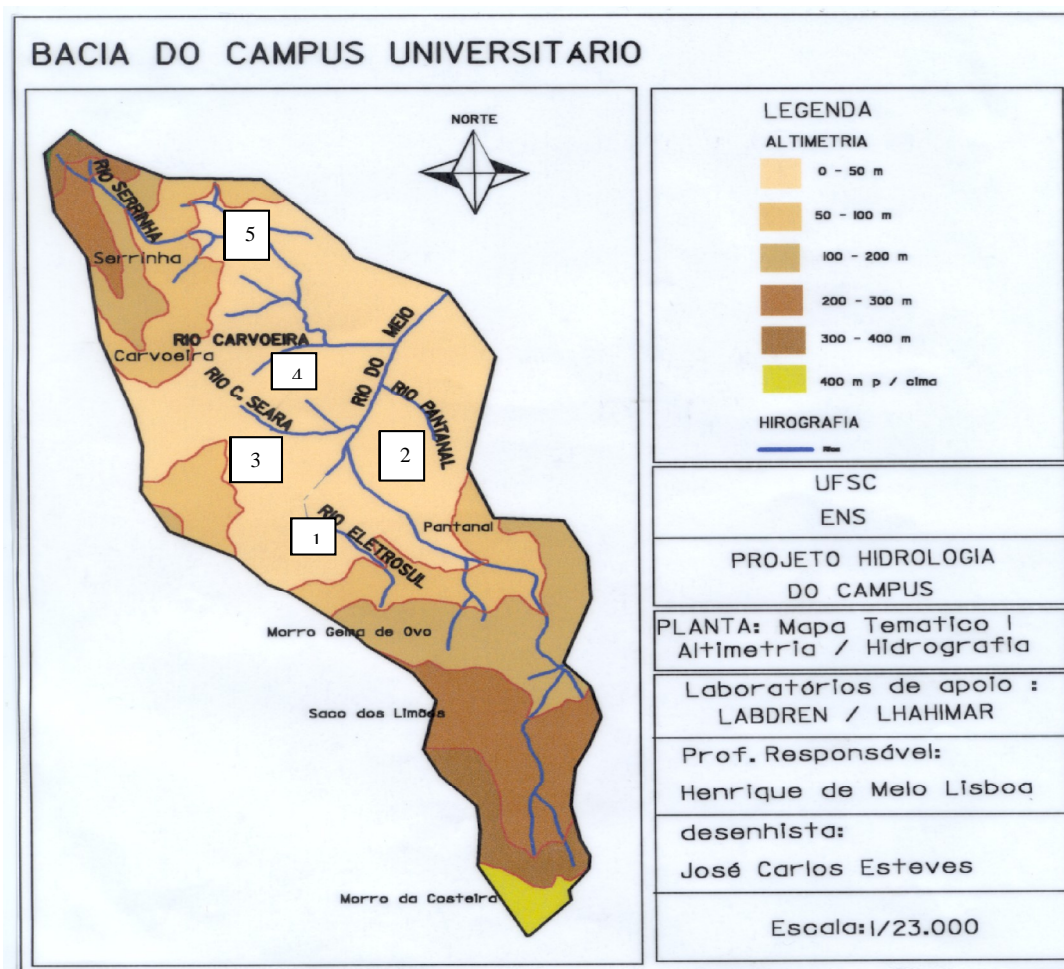 BACIA DO CAMPUS UNIVERSITÁRIO
NORTE
RIO SERRINHA
5
Serrinha
RIO CARVOEIRA
MEIO
RIO DO
Carvoeira
4
RIO C. SEARA
RIO PANTANAL
3
2
Pantanal
1
RIO ELETROSUL
Morro Gema de Ovo
Saco dos Limões
Morro da Costeira
LEGENDA
ALTIMETRIA
0 - 50 m
50 - 100 m
100 - 200 m
200 - 300 m
300 - 400 m
400 m p / cima
HIROGRAFIA
Rios
UFSC
ENS
PROJETO HIDROLOGIA
DO CAMPUS
PLANTA: Mapa Tematico I
Altimetria / Hidrografia
Laboratórios de apoio :
LABDREN / LHAHIMAR
Prof. Responsável:
Henrique de Melo Lisboa
desenhista:
José Carlos Esteves
Escala:1/23.000